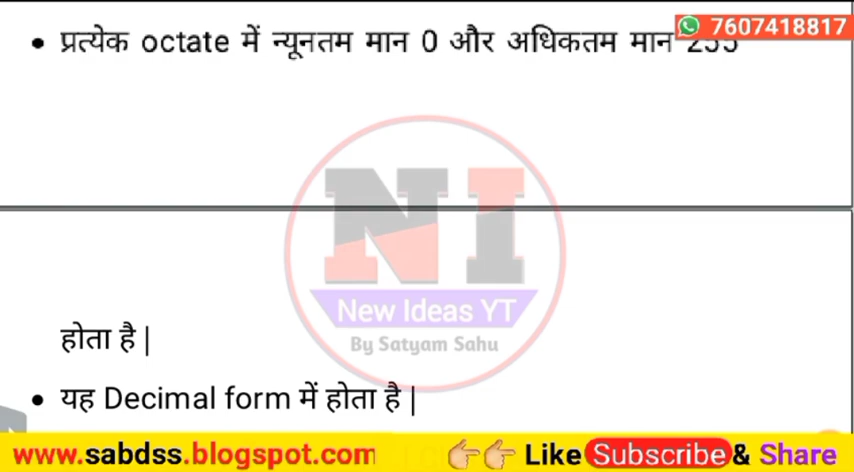 • प्रत्येक octate में न्यूनतम मान 0 और अधिकतम मान 255
7607418817
NI
New Ideas YT
By Satyam Sahu
होता है |
• यह Decimal form में होता है |
www.sabdss.blogspot.com 👉👉 Like Subscribe & Share